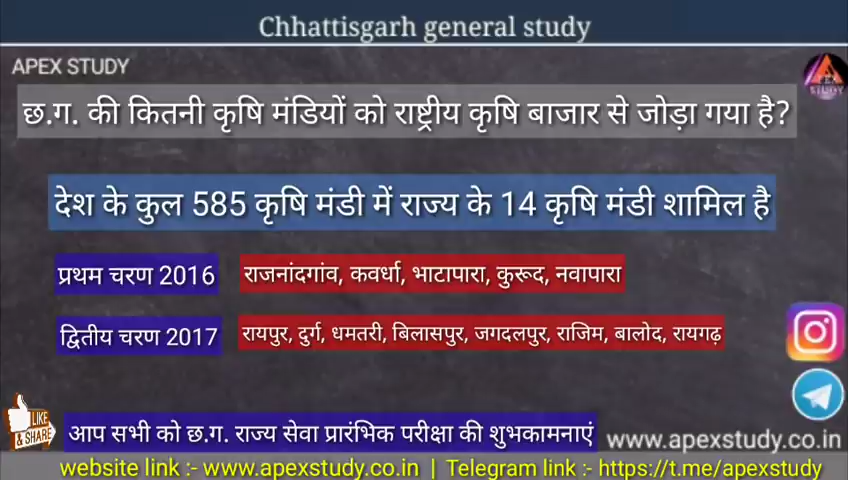 Chhattisgarh general study
APEX STUDY
APEX
STUDY
छ.ग. की कितनी कृषि मंडियों को राष्ट्रीय कृषि बाजार से जोड़ा गया है?
देश के कुल 585 कृषि मंडी में राज्य के 14 कृषि मंडी शामिल है
प्रथम चरण 2016 राजनांदगांव, कवर्धा, भाटापारा, कुरूद, नवापारा
द्वितीय चरण 2017 रायपुर, दुर्ग, धमतरी, बिलासपुर, जगदलपुर, राजिम, बालोद, रायगढ़
LIKE
& SHARE
आप सभी को छ.ग. राज्य सेवा प्रारंभिक परीक्षा की शुभकामनाएं www.apexstudy.co.in
website link :- www.apexstudy.co.in | Telegram link :- https://t.me/apexstudy